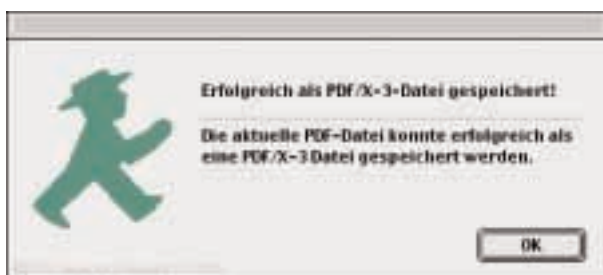 Erfolgreich als PDF/X-3-Datei gespeichert!
Die aktuelle PDF-Datei konnte erfolgreich als
eine PDF/X-3 Datei gespeichert werden.
OK